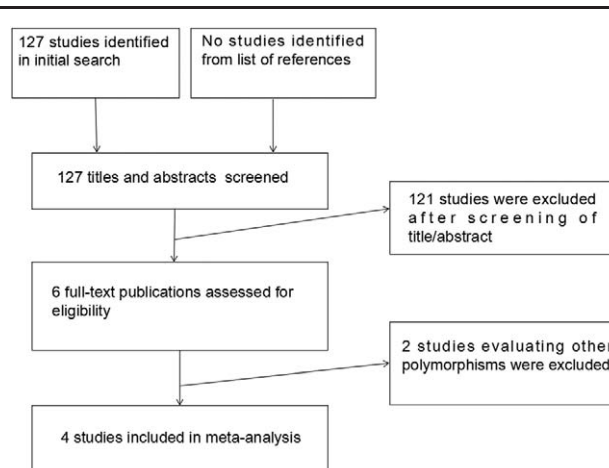 127 studies identified
in initial search
No studies identified
from list of references
127 titles and abstracts screened
121 studies were excluded
after screening of
title/abstract
6 full-text publications assessed for
eligibility
2 studies evaluating other
polymorphisms were excluded
4 studies included in meta-analysis